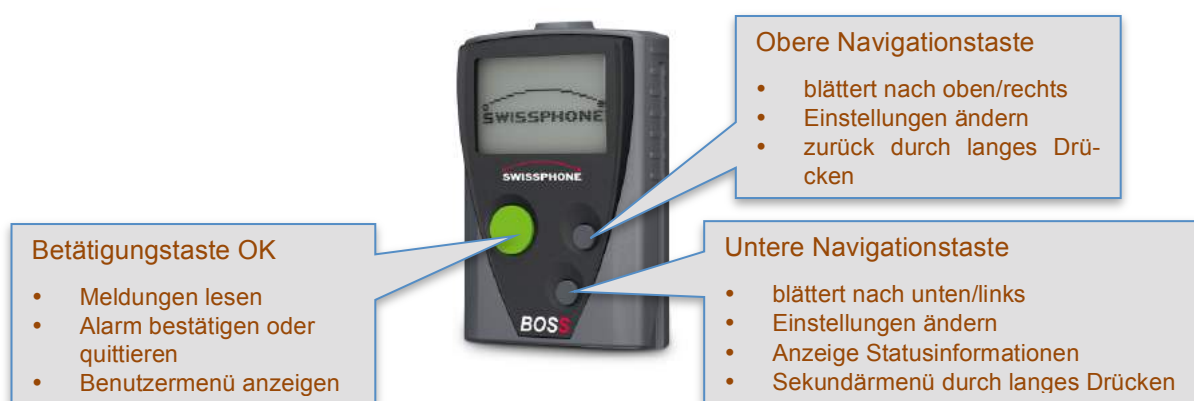 Obere Navigationstaste
• blättert nach oben/rechts
• Einstellungen ändern
• zurück durch langes Drü-
cken
SWISSPHONE
SWISSPHONE
Betätigungstaste OK
• Meldungen lesen
• Alarm bestätigen oder
quittieren
• Benutzermenü anzeigen
Untere Navigationstaste
• blättert nach unten/links
• Einstellungen ändern
• Anzeige Statusinformationen
• Sekundärmenü durch langes Drücken
BOSS